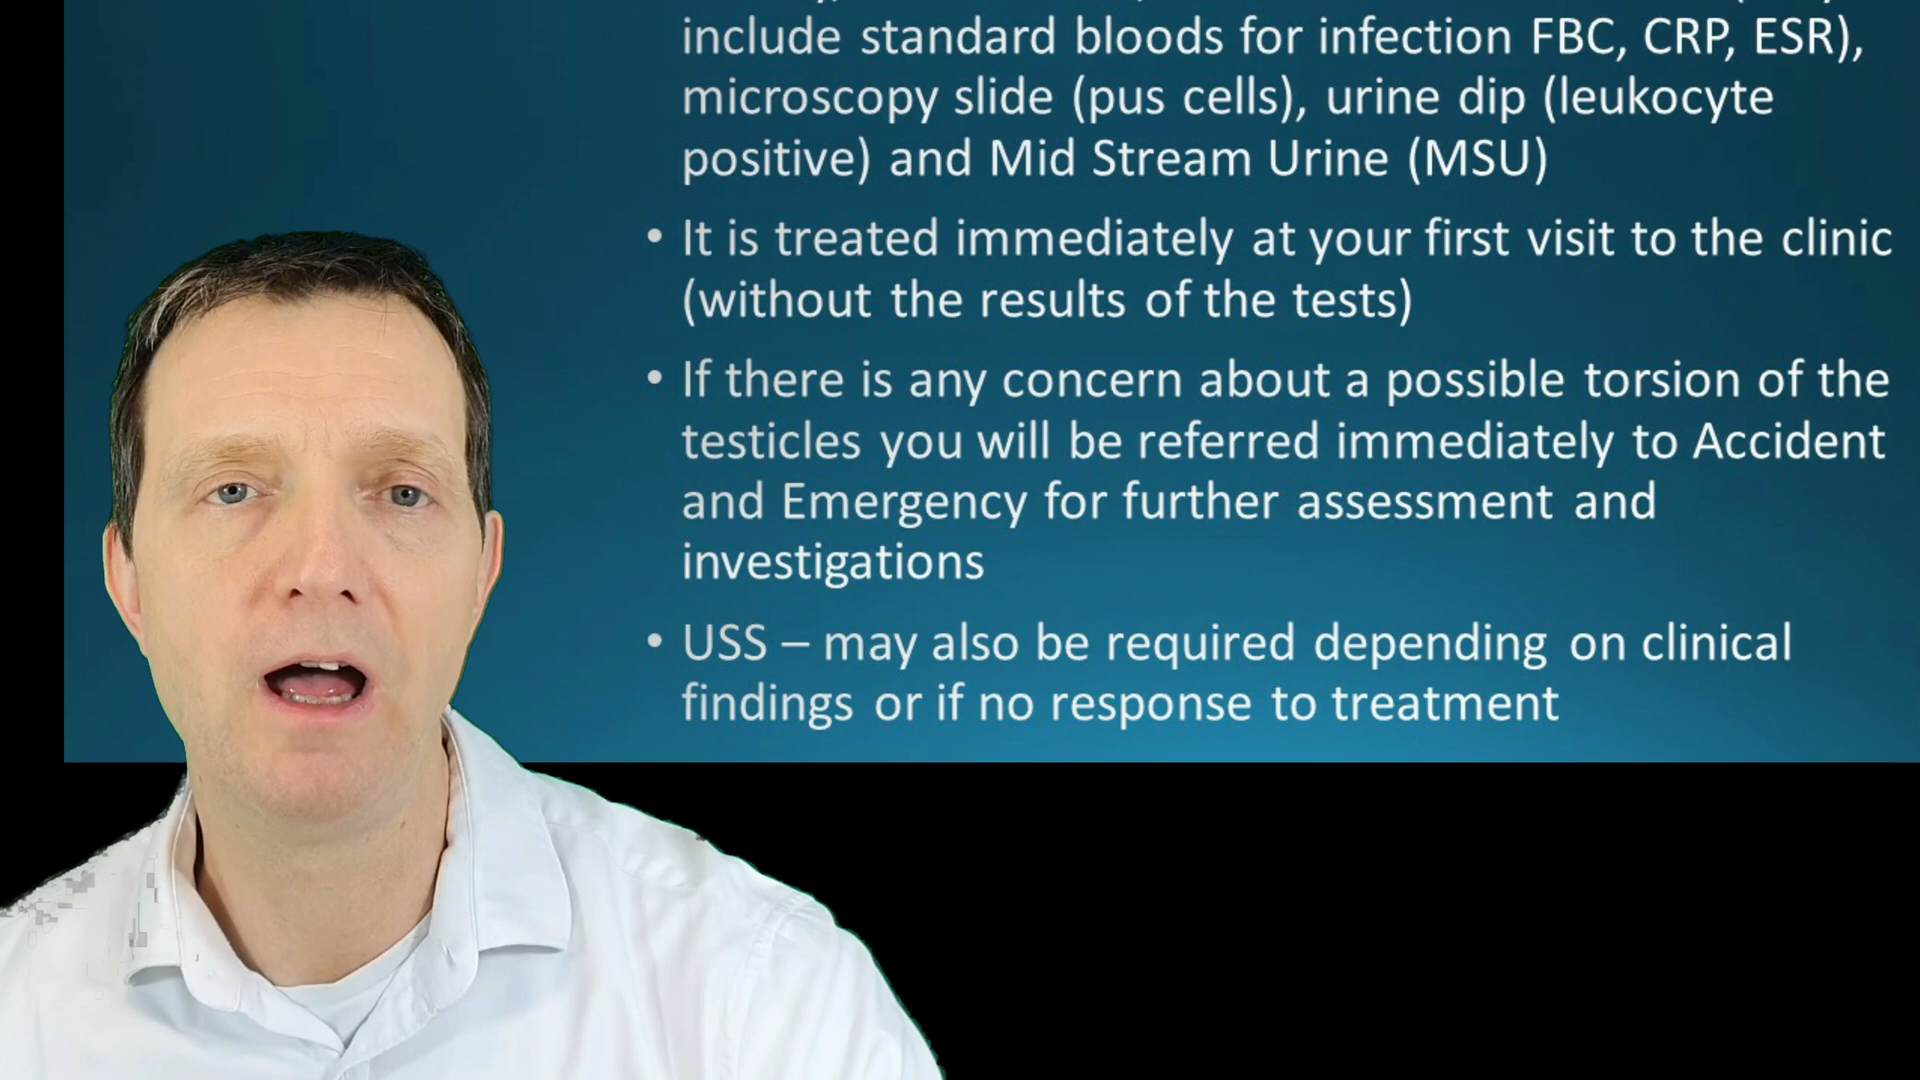 include standard bloods for infection FBC, CRP, ESR),
microscopy slide (pus cells), urine dip (leukocyte
positive) and Mid Stream Urine (MSU)
• It is treated immediately at your first visit to the clinic
(without the results of the tests)
• If there is any concern about a possible torsion of the
testicles you will be referred immediately to Accident
and Emergency for further assessment and
investigations
• USS – may also be required depending on clinical
findings or if no response to treatment